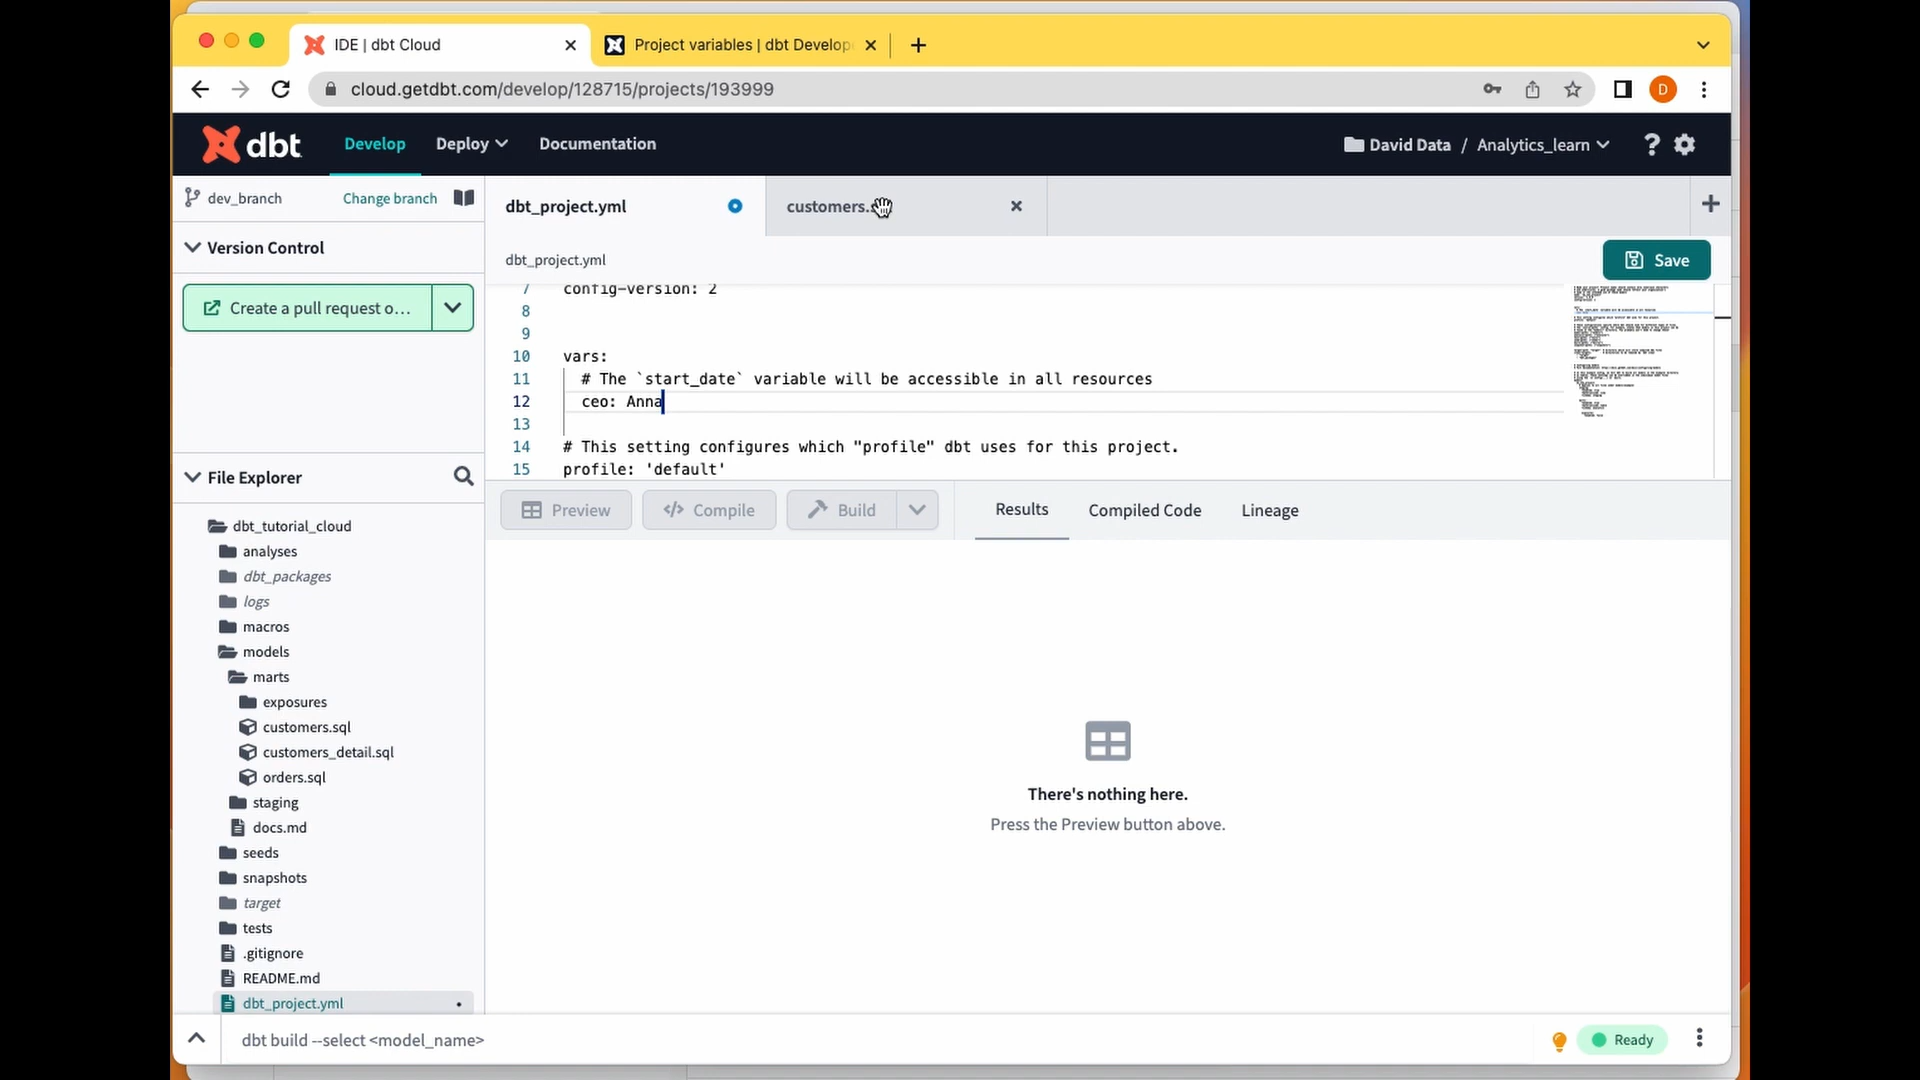 IDE | dbt Cloud
Project variables | dbt Develop
cloud.getdbt.com/develop/128715/projects/193999
D
dbt
Develop
Deploy
Documentation
David Data / Analytics_learn
?
dev_branch
Change branch
dbt_project.yml
customers.
Version Control
dbt_project.yml
Save
Create a pull request o...
7 config-version: 2
8
9
10 vars:
11 # The `start_date` variable will be accessible in all resources
12 ceo: Anna
13
14 # This setting configures which "profile" dbt uses for this project.
15 profile: 'default'
File Explorer
Preview
Compile
Build
Results
Compiled Code
Lineage
dbt_tutorial_cloud
analyses
dbt_packages
logs
macros
models
marts
exposures
customers.sql
customers_detail.sql
orders.sql
staging
docs.md
seeds
snapshots
target
tests
.gitignore
README.md
dbt_project.yml
There's nothing here.
Press the Preview button above.
dbt build --select <model_name>
Ready